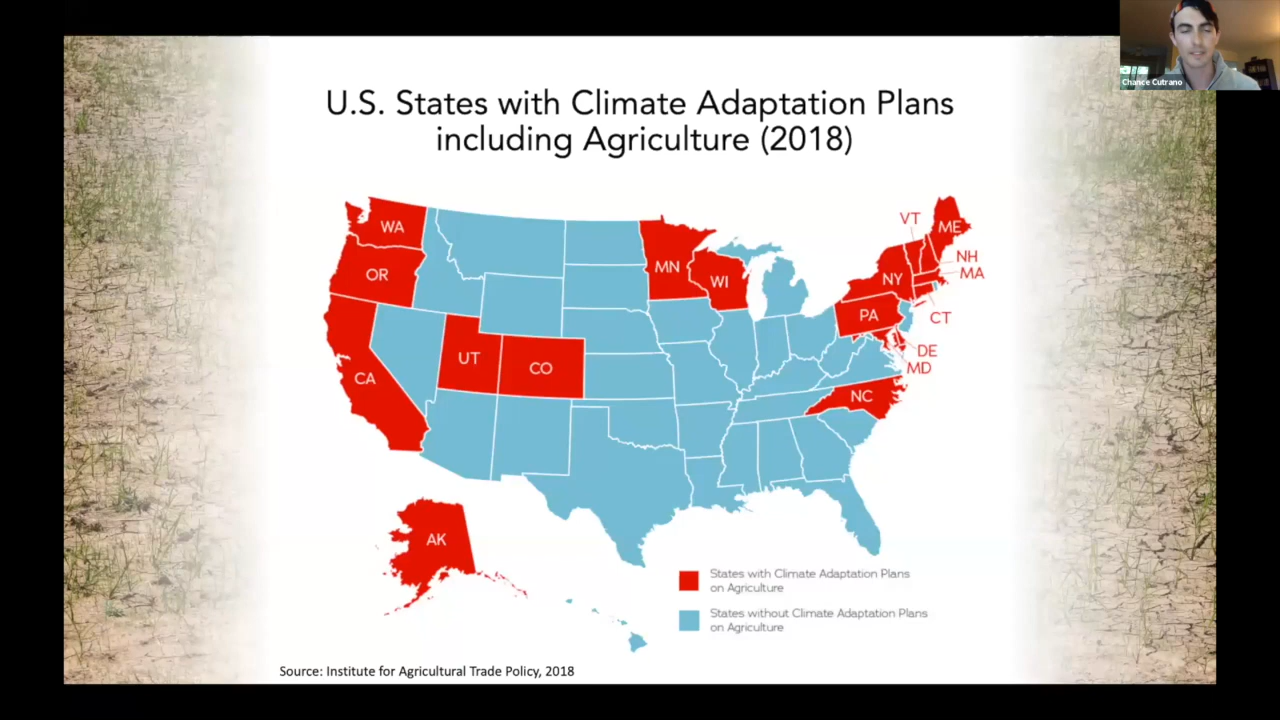 Chance Cutrano
U.S. States with Climate Adaptation Plans
including Agriculture (2018)
WA
OR
CA
UT
CO
MN
WI
VT
ME
NH
MA
NY
PA
CT
DE
MD
NC
AK
States with Climate Adaptation Plans
on Agriculture
States without Climate Adaptation Plans
on Agriculture
Source: Institute for Agricultural Trade Policy, 2018